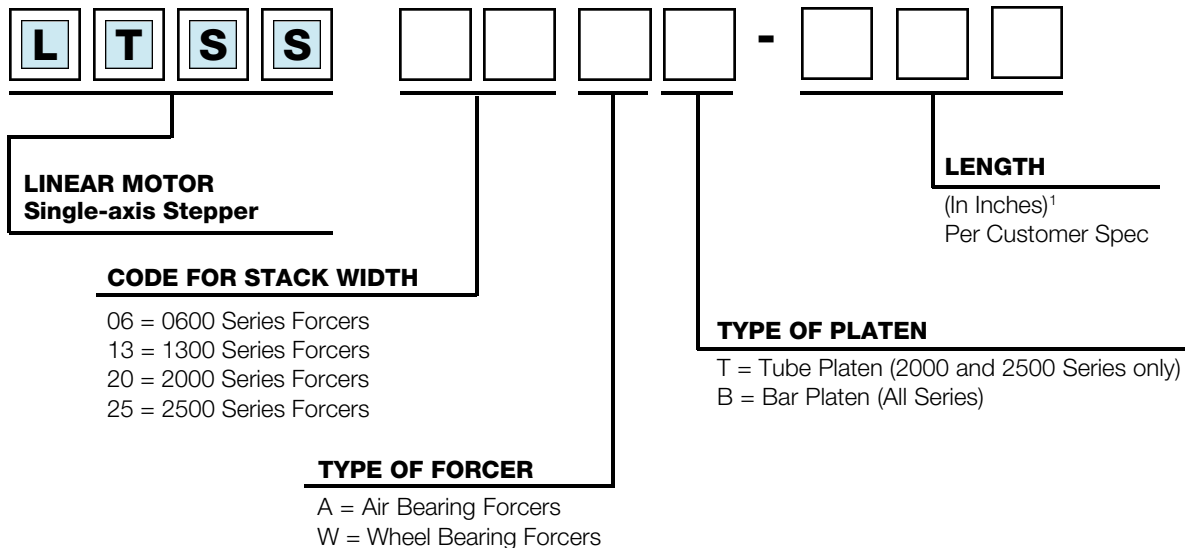 L T S S -
LINEAR MOTOR
Single-axis Stepper
LENGTH
(In Inches)¹
Per Customer Spec
CODE FOR STACK WIDTH
06 = 0600 Series Forcers
13 = 1300 Series Forcers
20 = 2000 Series Forcers
25 = 2500 Series Forcers
TYPE OF PLATEN
T = Tube Platen (2000 and 2500 Series only)
B = Bar Platen (All Series)
TYPE OF FORCER
A = Air Bearing Forcers
W = Wheel Bearing Forcers